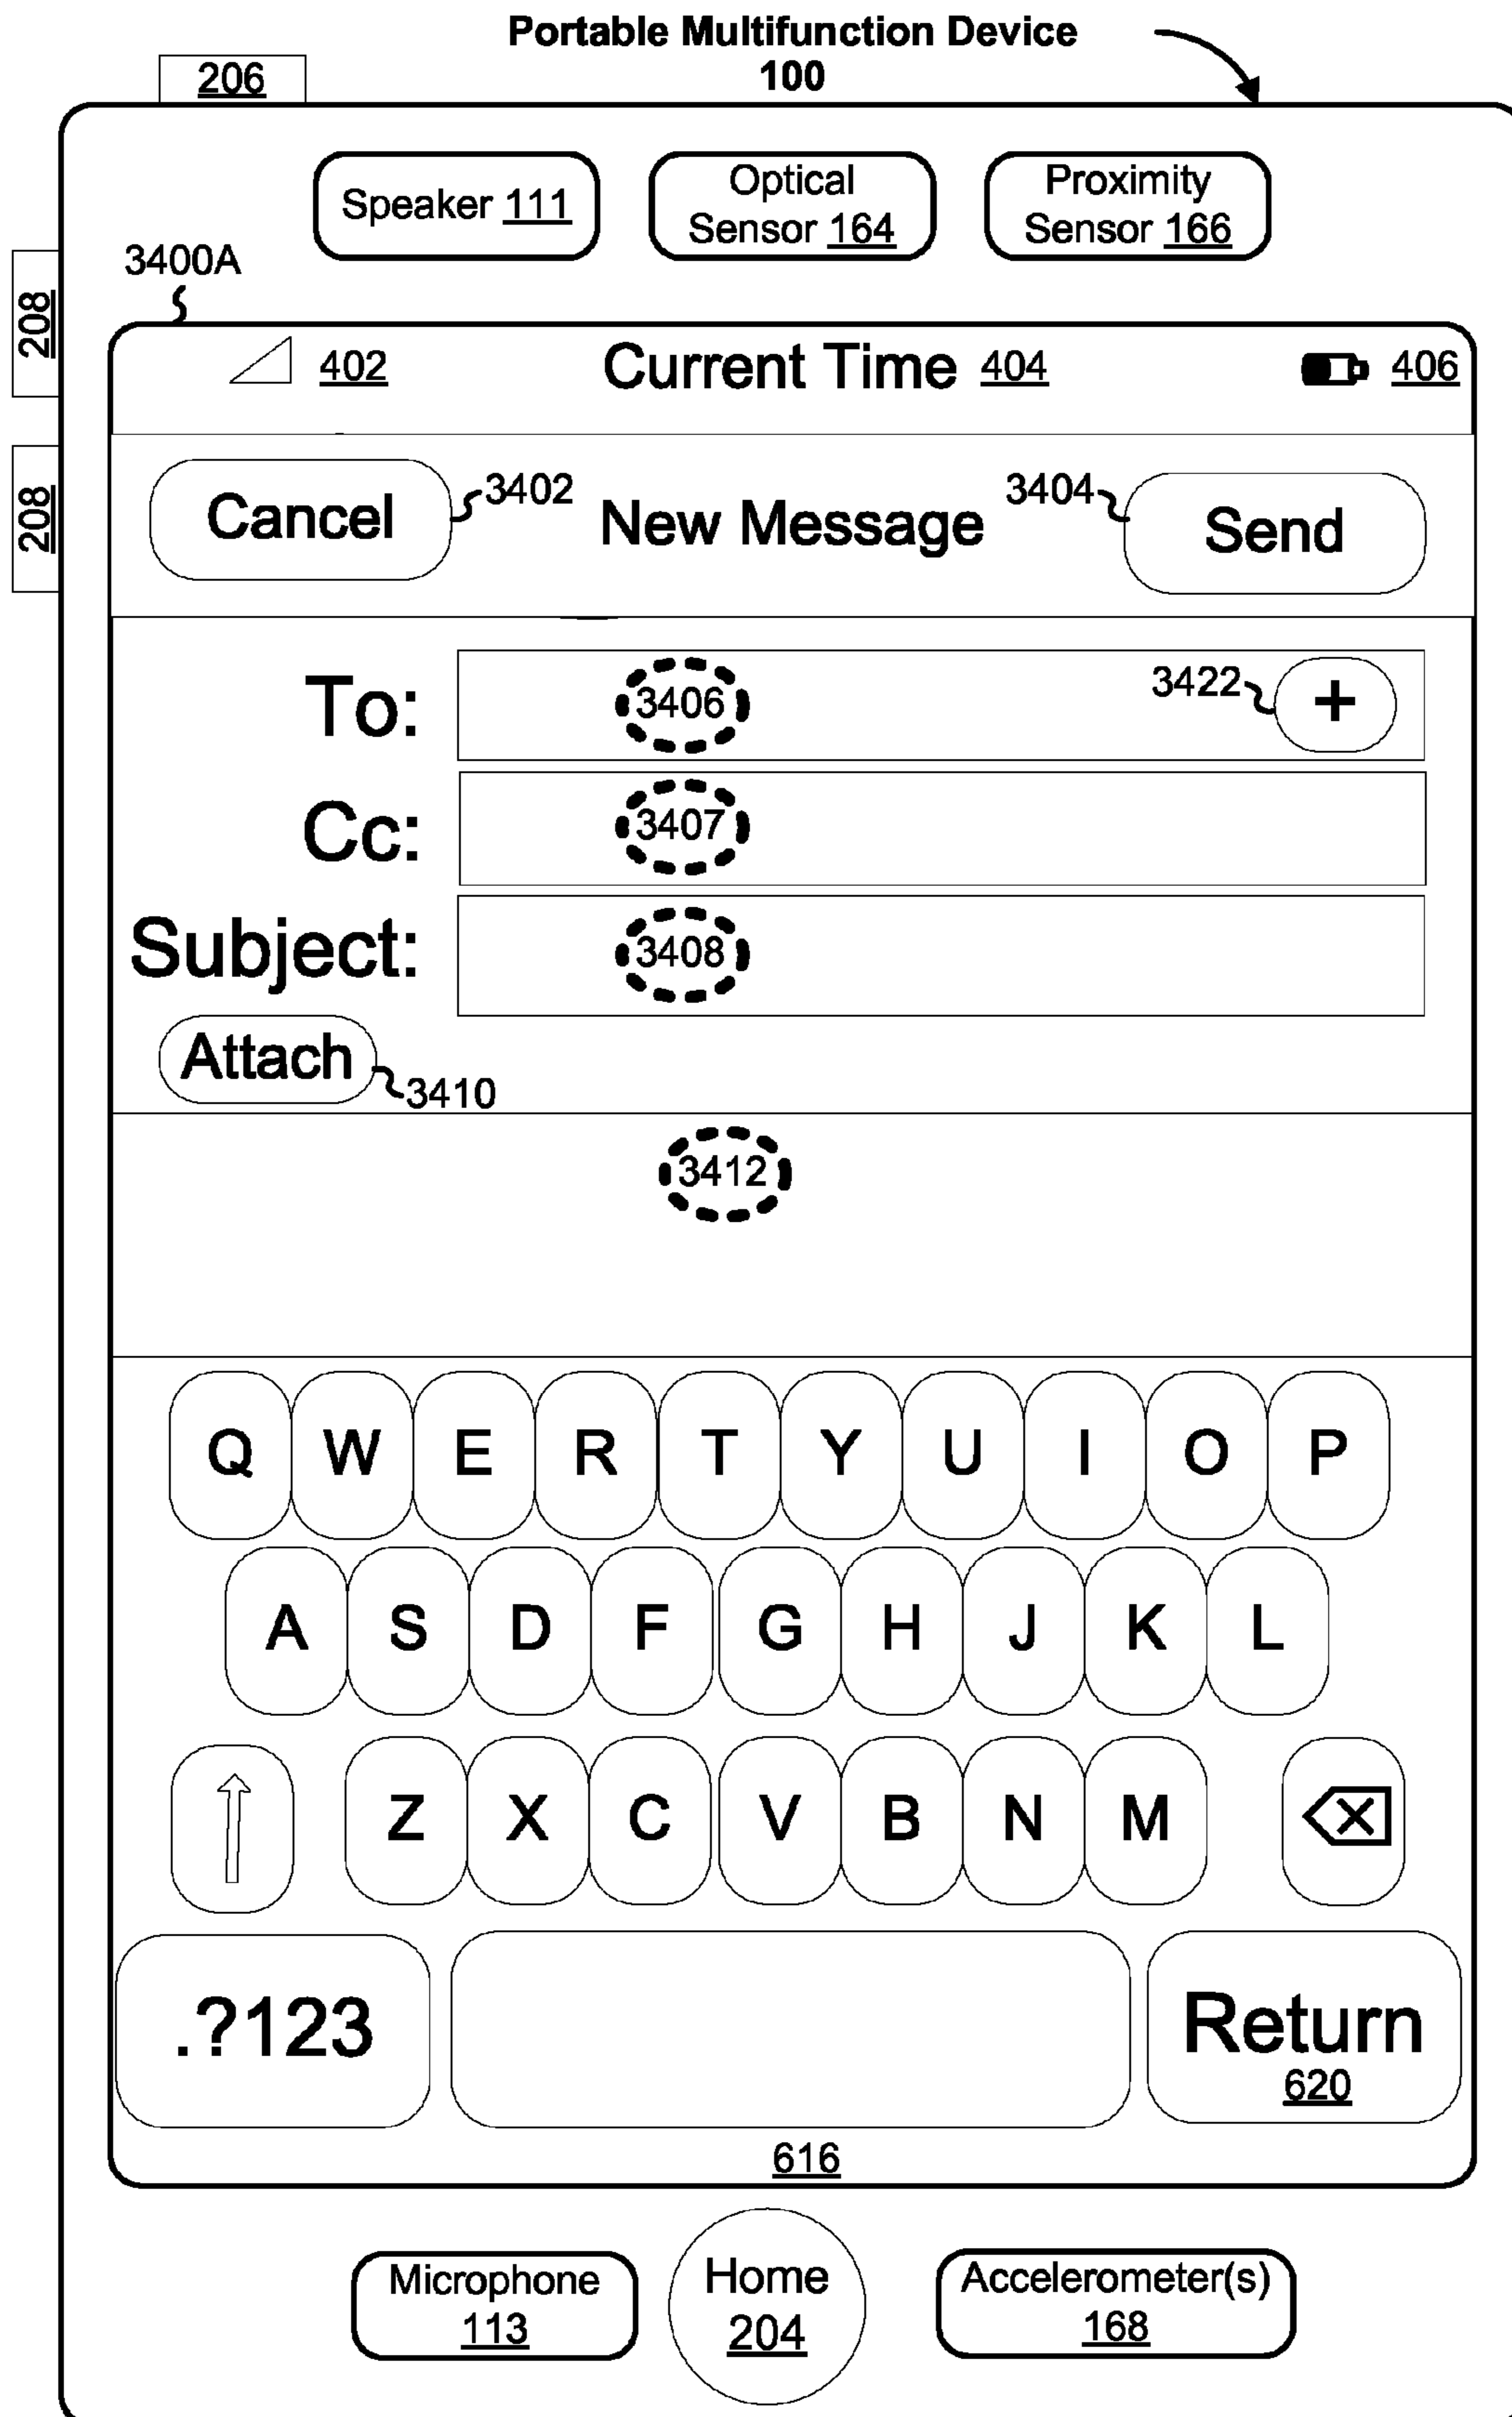 Portable Multifunction Device
100
206
Speaker 111
Optical
Sensor 164
Proximity
Sensor 166
3400A
208
402 Current Time 404 406
208
Cancel 3402 New Message 3404 Send
To: 3406 3422 +
Cc: 3407
Subject: 3408
Attach 3410
3412
Q W E R T Y U I O P
A S D F G H J K L
Z X C V B N M
.?123 Return
620
616
Microphone
113
Home
204
Accelerometer(s)
168